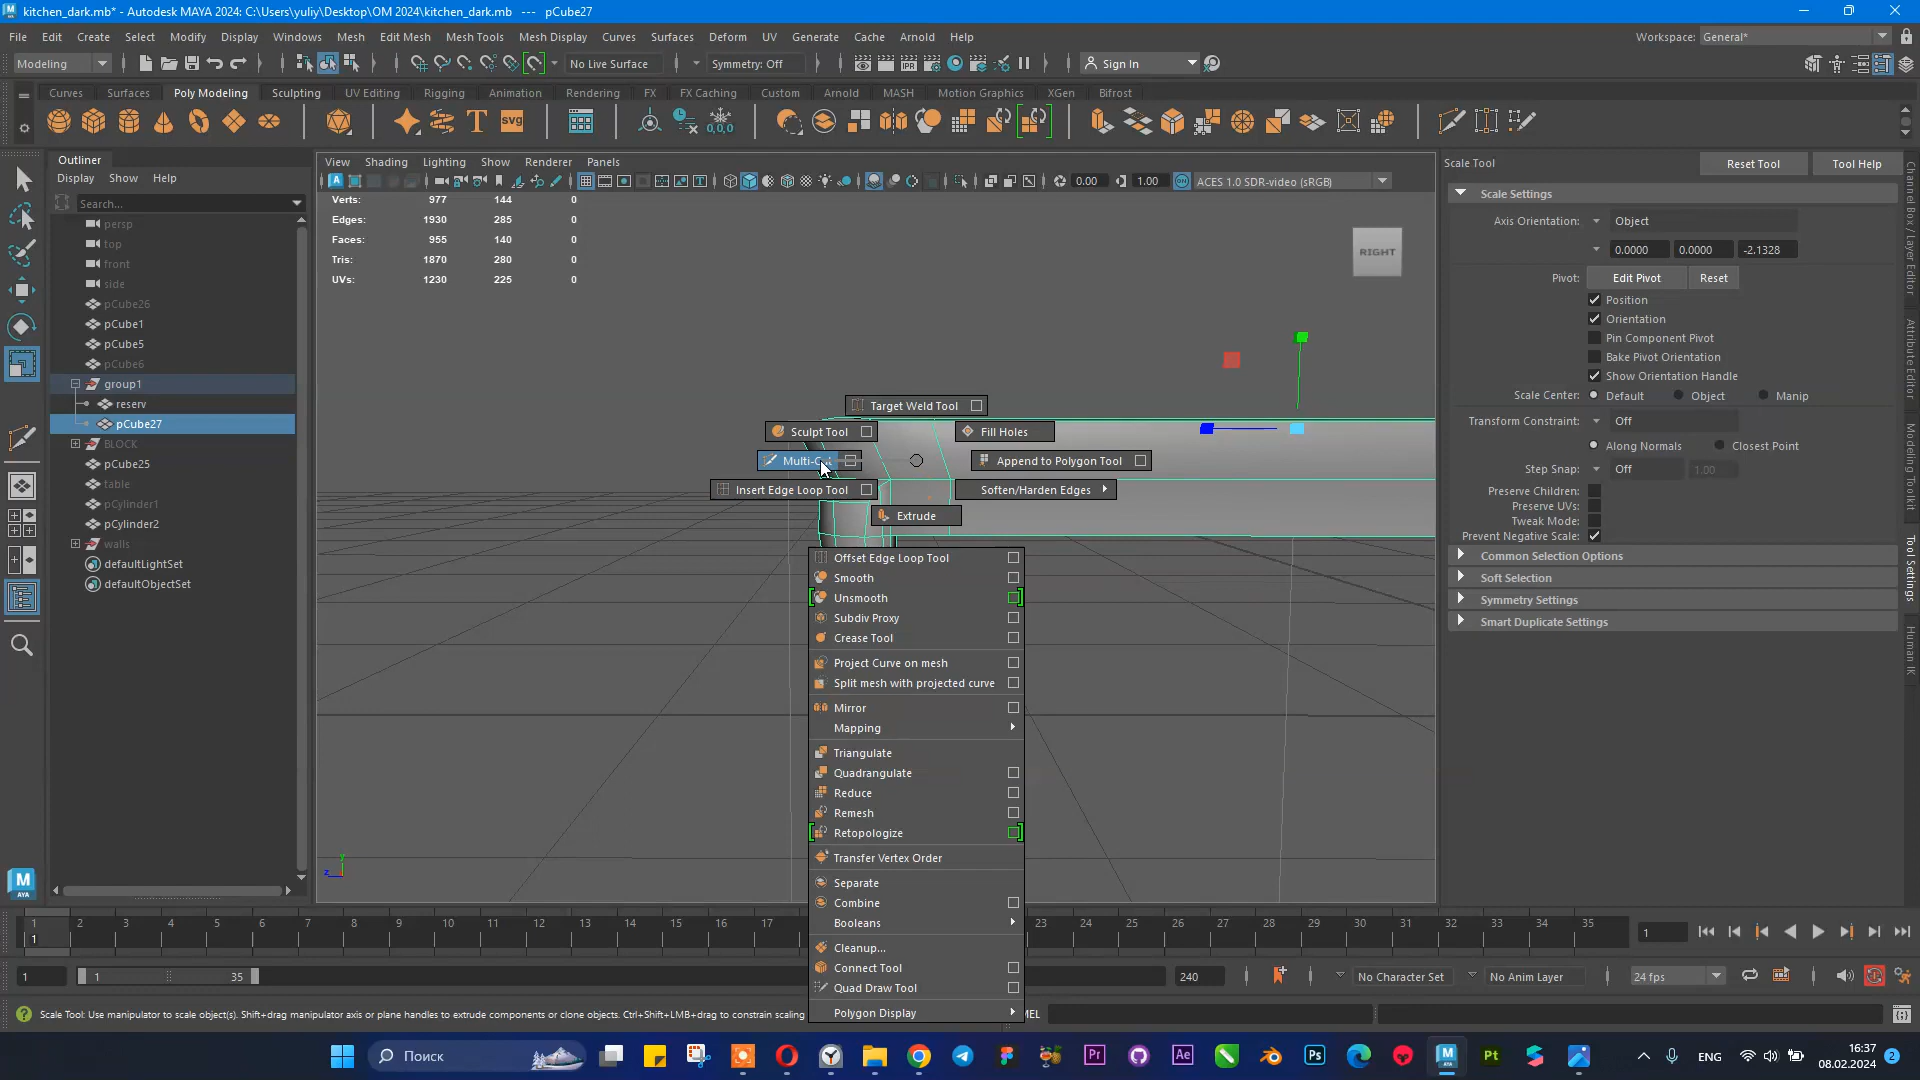 kitchen_dark.mb* - Autodesk MAYA 2024: C:\Users\yuliy\Desktop\OM 2024\kitchen_dark.mb --- pCube27
File Edit Create Select Modify Display Windows Mesh Edit Mesh Mesh Tools Mesh Display Curves Surfaces Deform UV Generate Cache Arnold Help
Workspace: General*
Modeling No Live Surface Symmetry: Off Sign In
Curves Surfaces Poly Modeling Sculpting UV Editing Rigging Animation Rendering FX FX Caching Custom Arnold MASH Motion Graphics XGen Bifrost
Outliner
Display Show Help
Search...
persp
top
front
side
pCube26
pCube1
pCube5
pCube6
group1
reserv
pCube27
BLOCK
pCube25
table
pCylinder1
pCylinder2
walls
defaultLightSet
defaultObjectSet
View Shading Lighting Show Renderer Panels
0.00 1.00 ACES 1.0 SDR-video (sRGB)
Verts: 977 144 0
Edges: 1930 285 0
Faces: 955 140 0
Tris: 1870 280 0
UVs: 1230 225 0
RIGHT
Target Weld Tool
Sculpt Tool
Fill Holes
Append to Polygon Tool
Insert Edge Loop Tool
Soften/Harden Edges
Extrude
Offset Edge Loop Tool
Smooth
Unsmooth
Subdiv Proxy
Crease Tool
Project Curve on mesh
Split mesh with projected curve
Mirror
Mapping
Triangulate
Quadrangulate
Reduce
Remesh
Retopologize
Transfer Vertex Order
Separate
Combine
Booleans
Cleanup...
Connect Tool
Quad Draw Tool
Polygon Display
y
z
Scale Tool
Reset Tool Tool Help
Scale Settings
Axis Orientation: Object
0.0000 0.0000 -2.1328
Pivot: Edit Pivot Reset
Position
Orientation
Pin Component Pivot
Bake Pivot Orientation
Show Orientation Handle
Scale Center: Default Object Manip
Transform Constraint: Off
Along Normals Closest Point
Step Snap: Off 1.00
Preserve Children:
Preserve UVs:
Tweak Mode:
Prevent Negative Scale:
Common Selection Options
Soft Selection
Symmetry Settings
Smart Duplicate Settings
Channel Box / Layer Editor
Attribute Editor
Modeling Toolkit
Tool Settings
Human IK
1 2 3 4 5 6 7 8 9 10 11 12 13 14 15 16 17 23 24 25 26 27 28 29 30 31 32 33 34 35
1
1
1 1 35 240 No Character Set No Anim Layer 24 fps
Scale Tool: Use manipulator to scale object(s). Shift+drag manipulator axis or plane handles to extrude components or clone objects. Ctrl+Shift+LMB+drag to constrain scaling
MEL
Поиск
ENG
16:37
08.02.2024
2